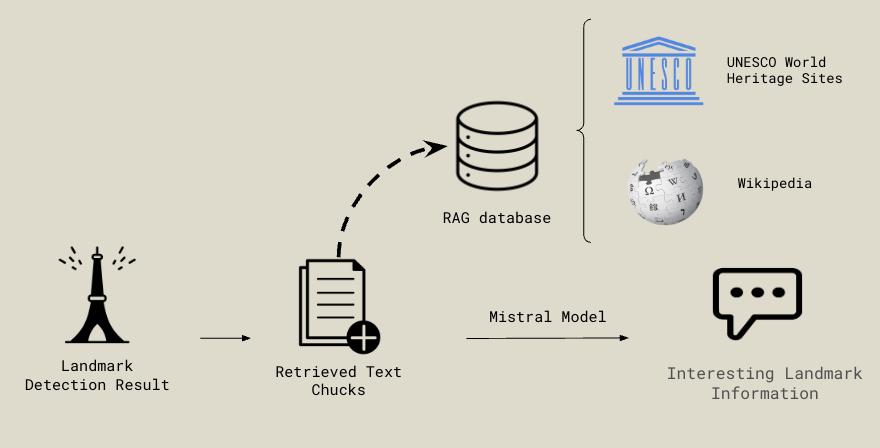 UNESCO
UNESCO World
Heritage Sites
Ω W И
7
Wikipedia
RAG database
Mistral Model
Landmark
Detection Result
Retrieved Text
Chucks
Interesting Landmark
Information